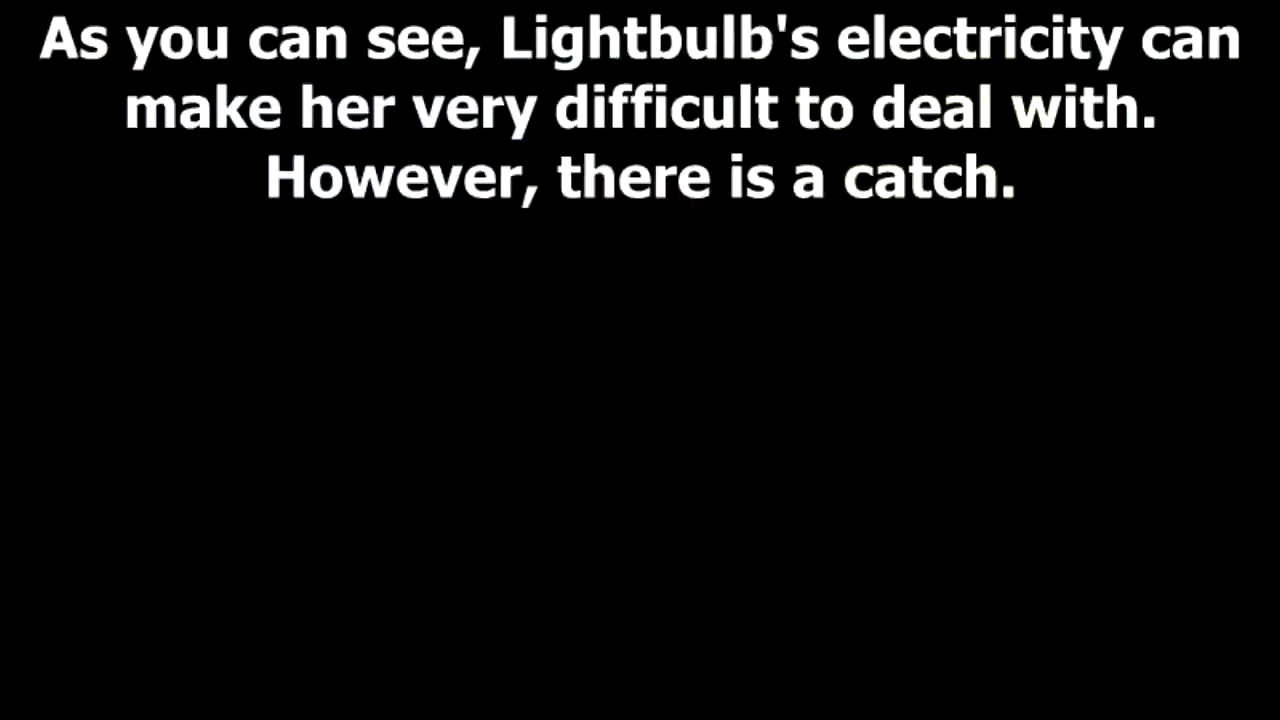 As you can see, Lightbulb's electricity can
make her very difficult to deal with.
However, there is a catch.